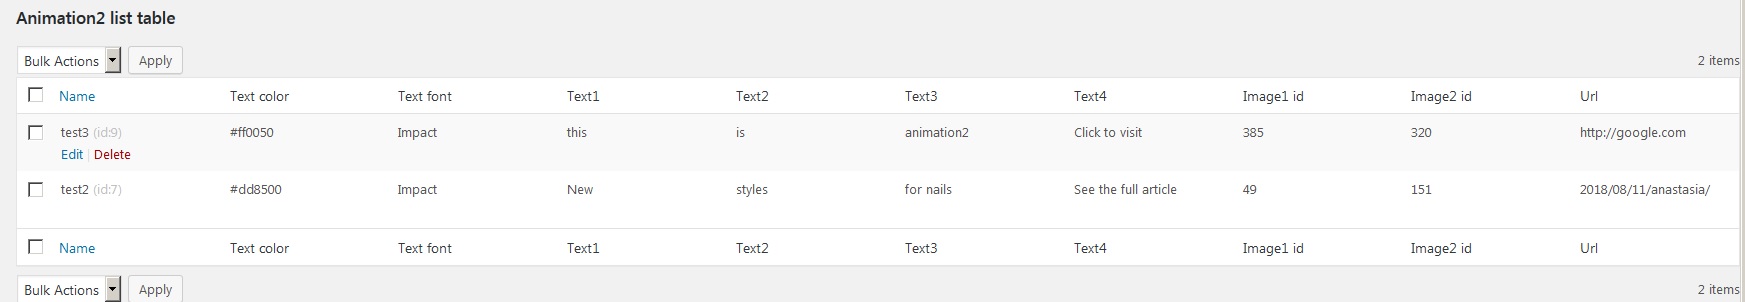 Animation2 list table
Bulk Actions Apply 2 items
Name Text color Text font Text1 Text2 Text3 Text4 Image1 id Image2 id Url
test3 (id:9) #ff0050 Impact this is animation2 Click to visit 385 320 http://google.com
Edit | Delete
test2 (id:7) #dd8500 Impact New styles for nails See the full article 49 151 2018/08/11/anastasia/
Name Text color Text font Text1 Text2 Text3 Text4 Image1 id Image2 id Url
Bulk Actions Apply 2 items